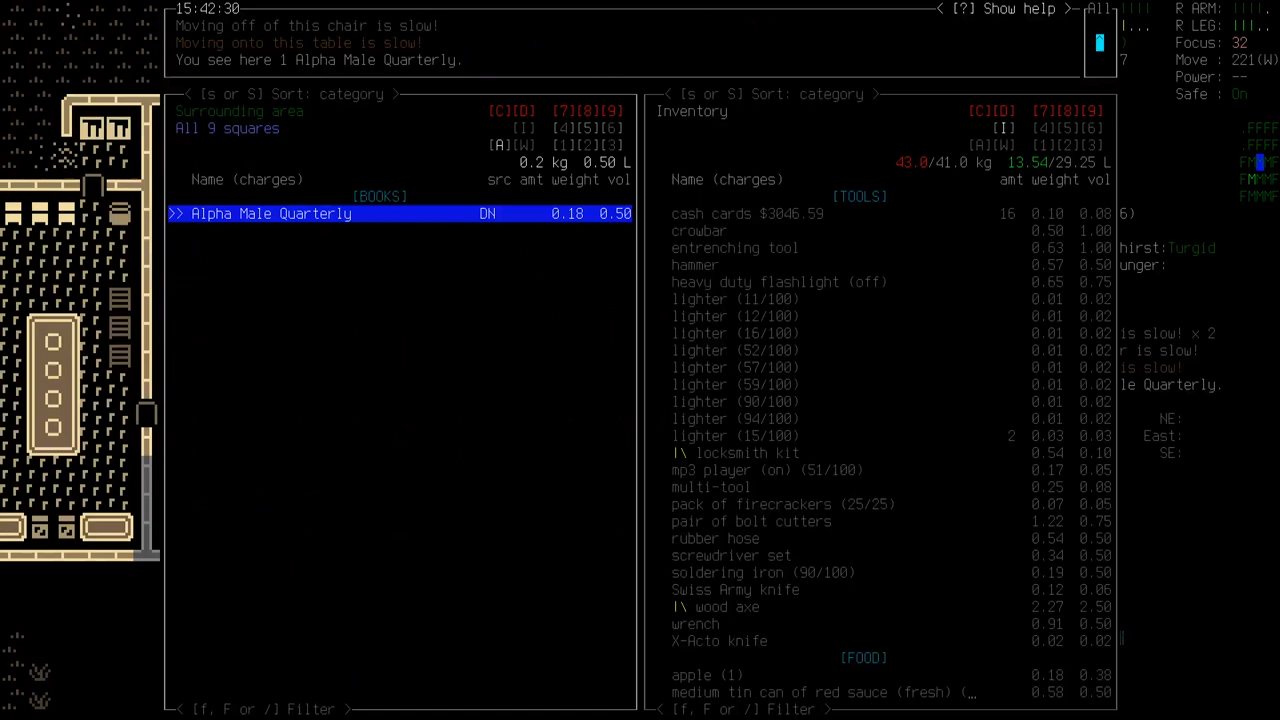 15:42:30
< [?] Show help >
All
Moving off of this chair is slow!
Moving onto this table is slow!
You see here 1 Alpha Male Quarterly.
R ARM:
R LEG:
Focus: 32
7 Move : 221(W)
Power: --
Safe : On
< [s or S] Sort: category >
Surrounding area [C][D] [7][8][9]
All 9 squares [I] [4][5][6]
[A][W] [1][2][3]
0.2 kg 0.50 L
Name (charges) src amt weight vol
[BOOKS]
>> Alpha Male Quarterly DN 0.18 0.50
< [f, F or /] Filter >
< [s or S] Sort: category >
Inventory [C][D] [7][8][9]
[I] [4][5][6]
[A][W] [1][2][3]
43.0/41.0 kg 13.54/29.25 L
Name (charges) amt weight vol
[TOOLS]
cash cards $3046.59 16 0.10 0.08
crowbar 0.50 1.00
entrenching tool 0.63 1.00
hammer 0.57 0.50
heavy duty flashlight (off) 0.65 0.75
lighter (11/100) 0.01 0.02
lighter (12/100) 0.01 0.02
lighter (16/100) 0.01 0.02
lighter (52/100) 0.01 0.02
lighter (57/100) 0.01 0.02
lighter (59/100) 0.01 0.02
lighter (90/100) 0.01 0.02
lighter (94/100) 0.01 0.02
lighter (15/100) 2 0.03 0.03
|\ locksmith kit 0.54 0.10
mp3 player (on) (51/100) 0.17 0.05
multi-tool 0.25 0.08
pack of firecrackers (25/25) 0.07 0.05
pair of bolt cutters 1.22 0.75
rubber hose 0.54 0.50
screwdriver set 0.34 0.50
soldering iron (90/100) 0.19 0.50
Swiss Army knife 0.12 0.06
|\ wood axe 2.27 2.50
wrench 0.91 0.50
X-Acto knife 0.02 0.02
[FOOD]
apple (1) 0.18 0.38
medium tin can of red sauce (fresh) (… 0.58 0.50
< [f, F or /] Filter >
.FFFF
.FFFF
FM MF
FMMMF
FMMMF
6)
hirst:Turgid
unger:
is slow! x 2
r is slow!
is slow!
le Quarterly.
NE:
East:
SE: